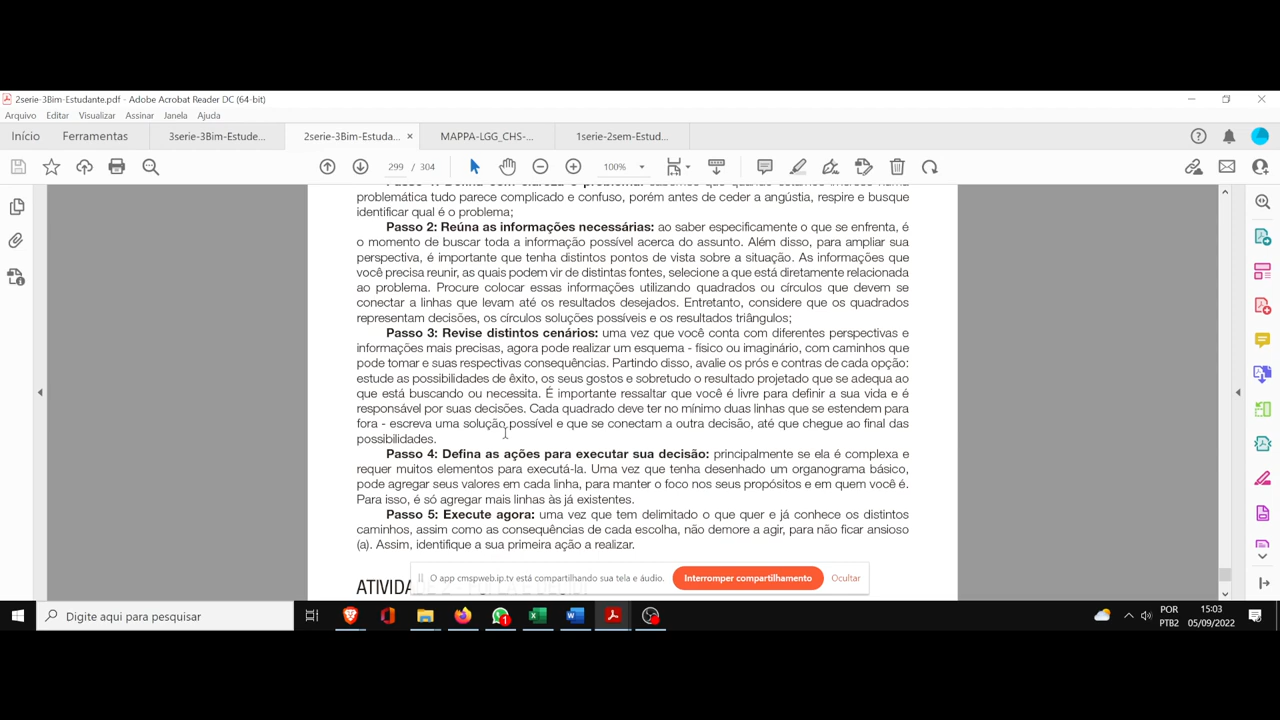 2serie-3Bim-Estudante.pdf - Adobe Acrobat Reader DC (64-bit)
Arquivo Editar Visualizar Assinar Janela Ajuda
Início Ferramentas 3serie-3Bim-Estude... 2serie-3Bim-Estuda... × MAPPA-LGG_CHS-... 1serie-2sem-Estud...
299 / 304 100%
problemática tudo parece complicado e confuso, porém antes de ceder a angústia, respire e busque
identificar qual é o problema;
Passo 2: Reúna as informações necessárias: ao saber especificamente o que se enfrenta, é
o momento de buscar toda a informação possível acerca do assunto. Além disso, para ampliar sua
perspectiva, é importante que tenha distintos pontos de vista sobre a situação. As informações que
você precisa reunir, as quais podem vir de distintas fontes, selecione a que está diretamente relacionada
ao problema. Procure colocar essas informações utilizando quadrados ou círculos que devem se
conectar a linhas que levam até os resultados desejados. Entretanto, considere que os quadrados
representam decisões, os círculos soluções possíveis e os resultados triângulos;
Passo 3: Revise distintos cenários: uma vez que você conta com diferentes perspectivas e
informações mais precisas, agora pode realizar um esquema - físico ou imaginário, com caminhos que
pode tomar e suas respectivas consequências. Partindo disso, avalie os prós e contras de cada opção:
estude as possibilidades de êxito, os seus gostos e sobretudo o resultado projetado que se adequa ao
que está buscando ou necessita. É importante ressaltar que você é livre para definir a sua vida e é
responsável por suas decisões. Cada quadrado deve ter no mínimo duas linhas que se estendem para
fora - escreva uma solução possível e que se conectam a outra decisão, até que chegue ao final das
possibilidades.
Passo 4: Defina as ações para executar sua decisão: principalmente se ela é complexa e
requer muitos elementos para executá-la. Uma vez que tenha desenhado um organograma básico,
pode agregar seus valores em cada linha, para manter o foco nos seus propósitos e em quem você é.
Para isso, é só agregar mais linhas às já existentes.
Passo 5: Execute agora: uma vez que tem delimitado o que quer e já conhece os distintos
caminhos, assim como as consequências de cada escolha, não demore a agir, para não ficar ansioso
(a). Assim, identifique a sua primeira ação a realizar.
O app cmspweb.ip.tv está compartilhando sua tela e áudio. Interromper compartilhamento Ocultar
Digite aqui para pesquisar
POR 15:03
PTB2 05/09/2022